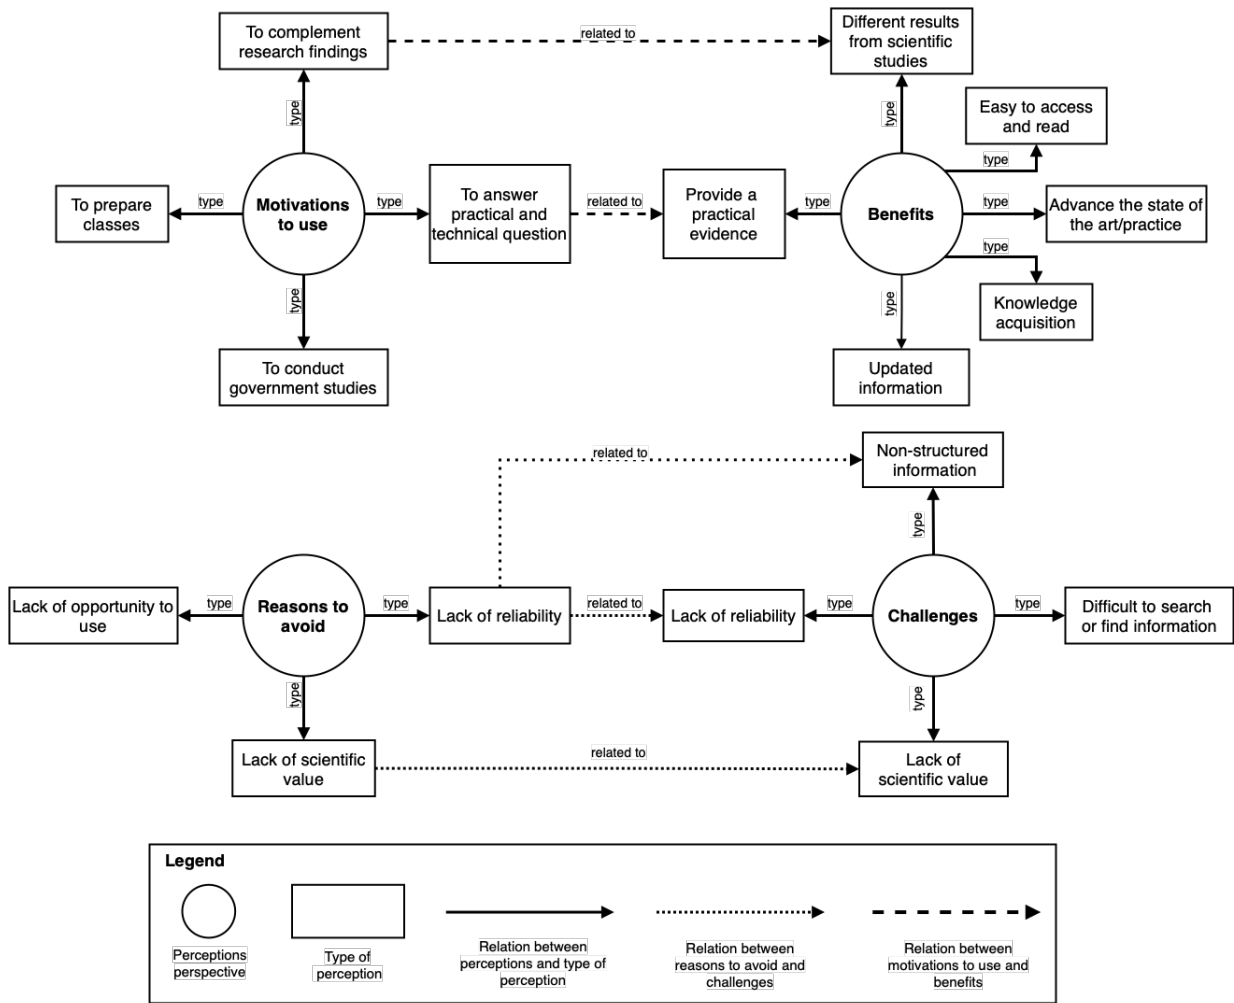 To complement
research findings
related to
Different results
from scientific
studies
type
type
Easy to access
and read
type
To prepare
classes
type
Motivations
to use
type
To answer
practical and
technical question
related to
Provide a
practical
evidence
type
Benefits
type
Advance the state of
the art/practice
type
Knowledge
acquisition
type
type
To conduct
government studies
Updated
information
related to
Non-structured
information
type
Lack of opportunity to
use
type
Reasons to
avoid
type
Lack of reliability
related to
Lack of reliability
type
Challenges
type
Difficult to search
or find information
type
type
Lack of scientific
value
related to
Lack of
scientific value
Legend
Perceptions
perspective
Type of
perception
Relation between
perceptions and type of
perception
Relation between
reasons to avoid and
challenges
Relation between
motivations to use and
benefits